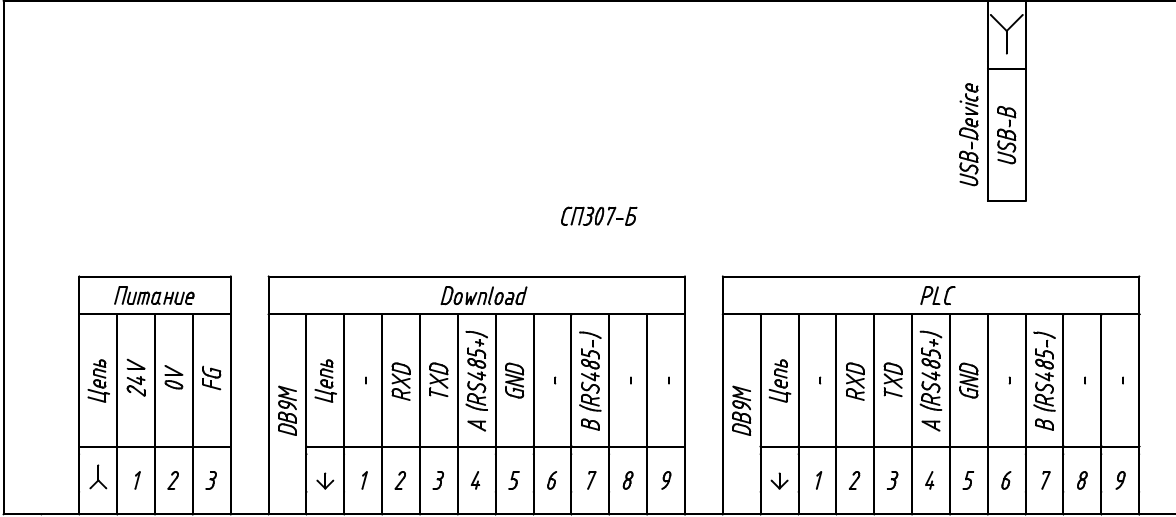 USB-Device
USB-B
СП307-Б
Питание
Цепь
24V
0V
FG
1
2
3
Download
DB9M
Цепь
-
RXD
TXD
A (RS485+)
GND
-
B (RS485-)
-
-
1
2
3
4
5
6
7
8
9
PLC
DB9M
Цепь
-
RXD
TXD
A (RS485+)
GND
-
B (RS485-)
-
-
1
2
3
4
5
6
7
8
9